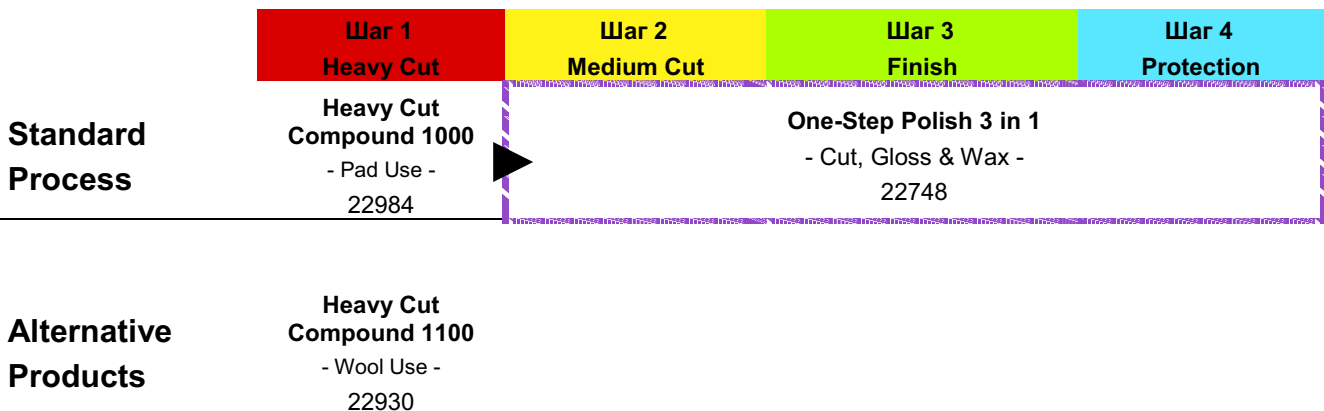 Шаг 1
Heavy Cut
Шаг 2
Medium Cut
Шаг 3
Finish
Шаг 4
Protection
Standard
Process
Heavy Cut
Compound 1000
- Pad Use -
22984
One-Step Polish 3 in 1
- Cut, Gloss & Wax -
22748
Alternative
Products
Heavy Cut
Compound 1100
- Wool Use -
22930